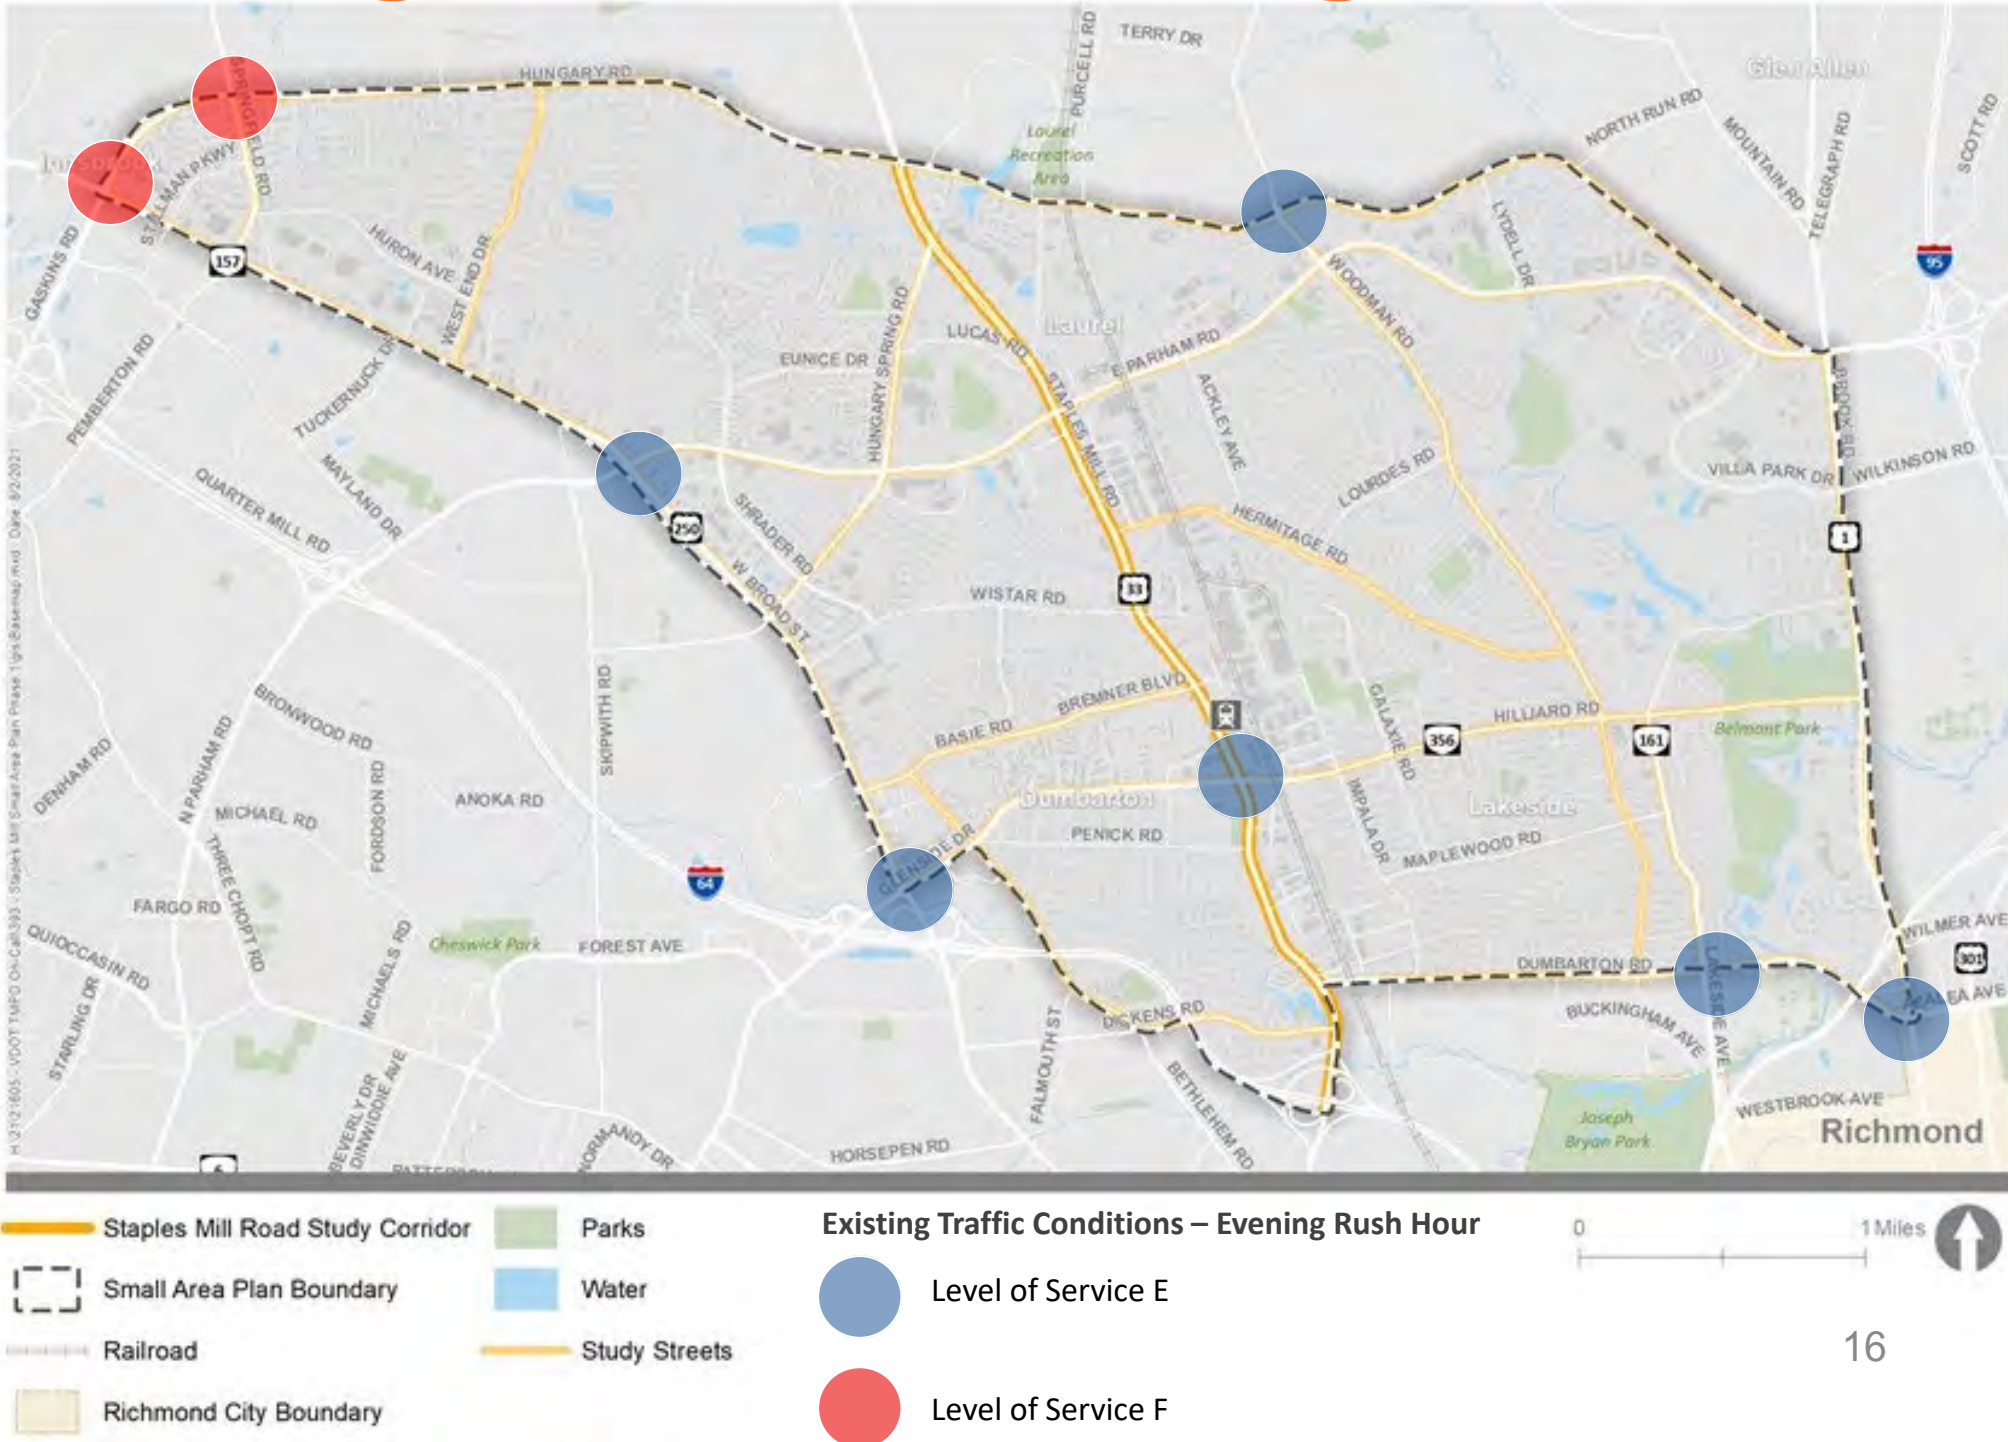 TERRY DR
PURCELL RD
Glen Allen
SCOTT RD
NORTH RUN RD
MOUNTAIN RD
TELEGRAPH RD
HUNGARY RD
SPRINGFIELD RD
Laurel
Recreation
Area
STILLMAN PKWY
GASKINS RD
157
HURON AVE
WEST END DR
LYDELL DR
95
WOODMAN RD
HUNGARY SPRING RD
LUCAS RD
Laurel
E PARHAM RD
EUNICE DR
STAPLES MILL RD
ACKLEY AVE
PEMBERTON RD
TUCKERNUCK DR
BROOK RD
MAYLAND DR
QUARTER MILL RD
VILLA PARK DR
WILKINSON RD
LOURDES RD
HERMITAGE RD
250
SHRADER RD
W BROAD ST
1
WISTAR RD
33
SKIPWITH RD
BRONWOOD RD
N PARHAM RD
DENHAM RD
FORDSON RD
BREMNER BLVD
BASIE RD
GALAXIE RD
356
HILLIARD RD
161
Belmont Park
ANOKA RD
MICHAEL RD
Dumbarton
Lakeside
IMPALA DR
PENICK RD
MAPLEWOOD RD
GLENSIDE DR
64
THREE CHOPT RD
FARGO RD
QUIOCCASIN RD
STARLING DR
MICHAELS RD
Cheswick Park
FOREST AVE
WILMER AVE
301
DUMBARTON RD
LAKESIDE AVE
AZALEA AVE
BUCKINGHAM AVE
DICKENS RD
FALMOUTH ST
BETHLEHEM RD
BEVERLY DR
DINWIDDIE AVE
NORMANDY DR
HORSEPEN RD
WESTBROOK AVE
Joseph
Bryan Park
Richmond
6
Staples Mill Road Study Corridor
Small Area Plan Boundary
Railroad
Richmond City Boundary
Parks
Water
Study Streets
Existing Traffic Conditions – Evening Rush Hour
Level of Service E
Level of Service F
0 1 Miles
16